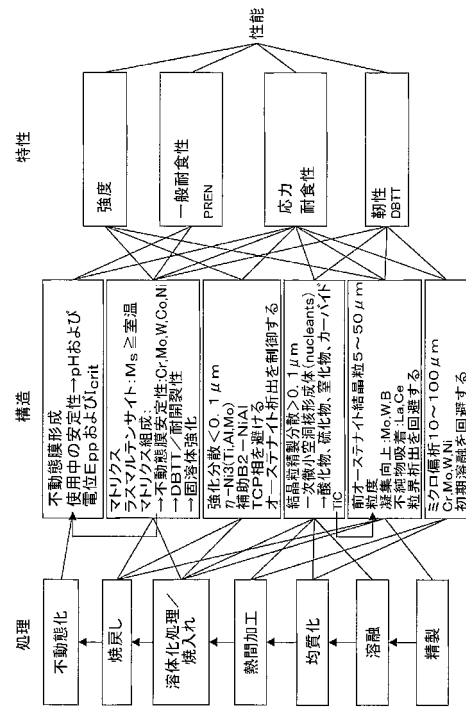 処理
構造
特性
不動態化
焼戻し
溶体化処理/
焼入れ
熱間加工
均質化
溶融
精製
不動態膜形成
使用中の安定性→pHおよび
電位EppおよびIcrit
マトリクス
ラスマルテンサイト:Ms≧室温
マトリクス組成:
→不動態膜安定性:Cr,Mo,W,Co,Ni
→DBTT/耐開裂性
→固溶体強化
強化分散<0.1μm
η-Ni3(Ti,Al,Mo)
補助B2-NiAl
TCP相を避ける
オーステナイト析出を制御する
結晶粒精製分散>0.1μm
一次微小空洞核形成体(nucleants)
→酸化物、硫化物、窒化物、カーバイド
TiC
前オーステナイト結晶粒5~50μm
粒度
凝集向上:Mo,W,B
不純物吸着:La,Ce
粒界析出を回避する
ミクロ偏析10~100μm
Cr,Mo,W,Ni
初期溶融を回避する
強度
一般耐食性
PREN
応力
耐食性
靭性
DBTT
性能